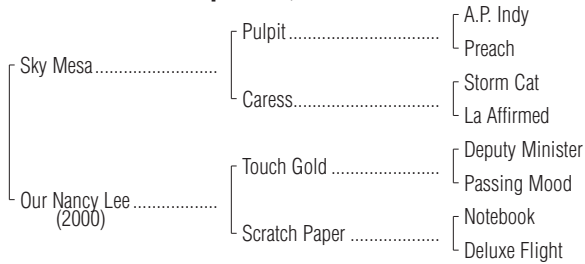 A.P. Indy
Pulpit
Preach
Sky Mesa
Storm Cat
Caress
La Affirmed
Deputy Minister
Touch Gold
Passing Mood
Our Nancy Lee
(2000)
Notebook
Scratch Paper
Deluxe Flight